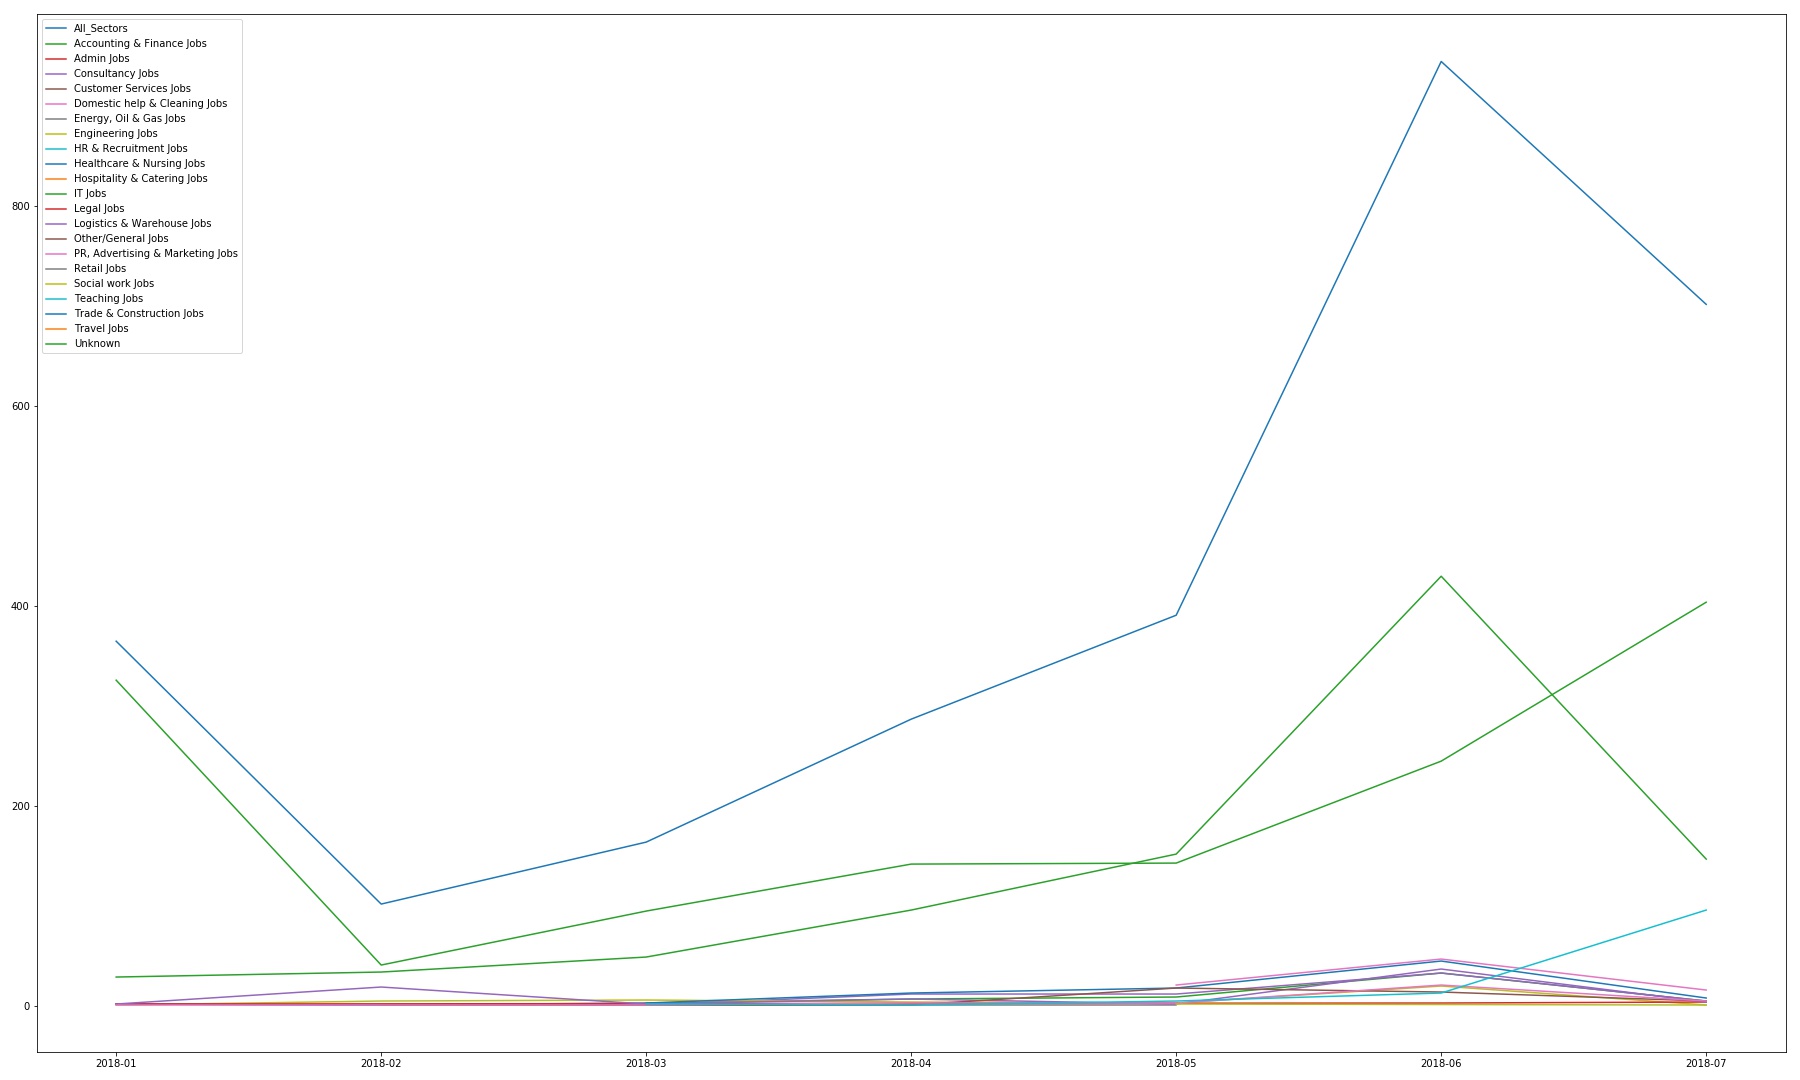 All_Sectors
Accounting & Finance Jobs
Admin Jobs
Consultancy Jobs
Customer Services Jobs
Domestic help & Cleaning Jobs
Energy, Oil & Gas Jobs
Engineering Jobs
HR & Recruitment Jobs
Healthcare & Nursing Jobs
Hospitality & Catering Jobs
IT Jobs
Legal Jobs
Logistics & Warehouse Jobs
Other/General Jobs
PR, Advertising & Marketing Jobs
Retail Jobs
Social work Jobs
Teaching Jobs
Trade & Construction Jobs
Travel Jobs
Unknown
800
600
400
200
0
2018-01 2018-02 2018-03 2018-04 2018-05 2018-06 2018-07